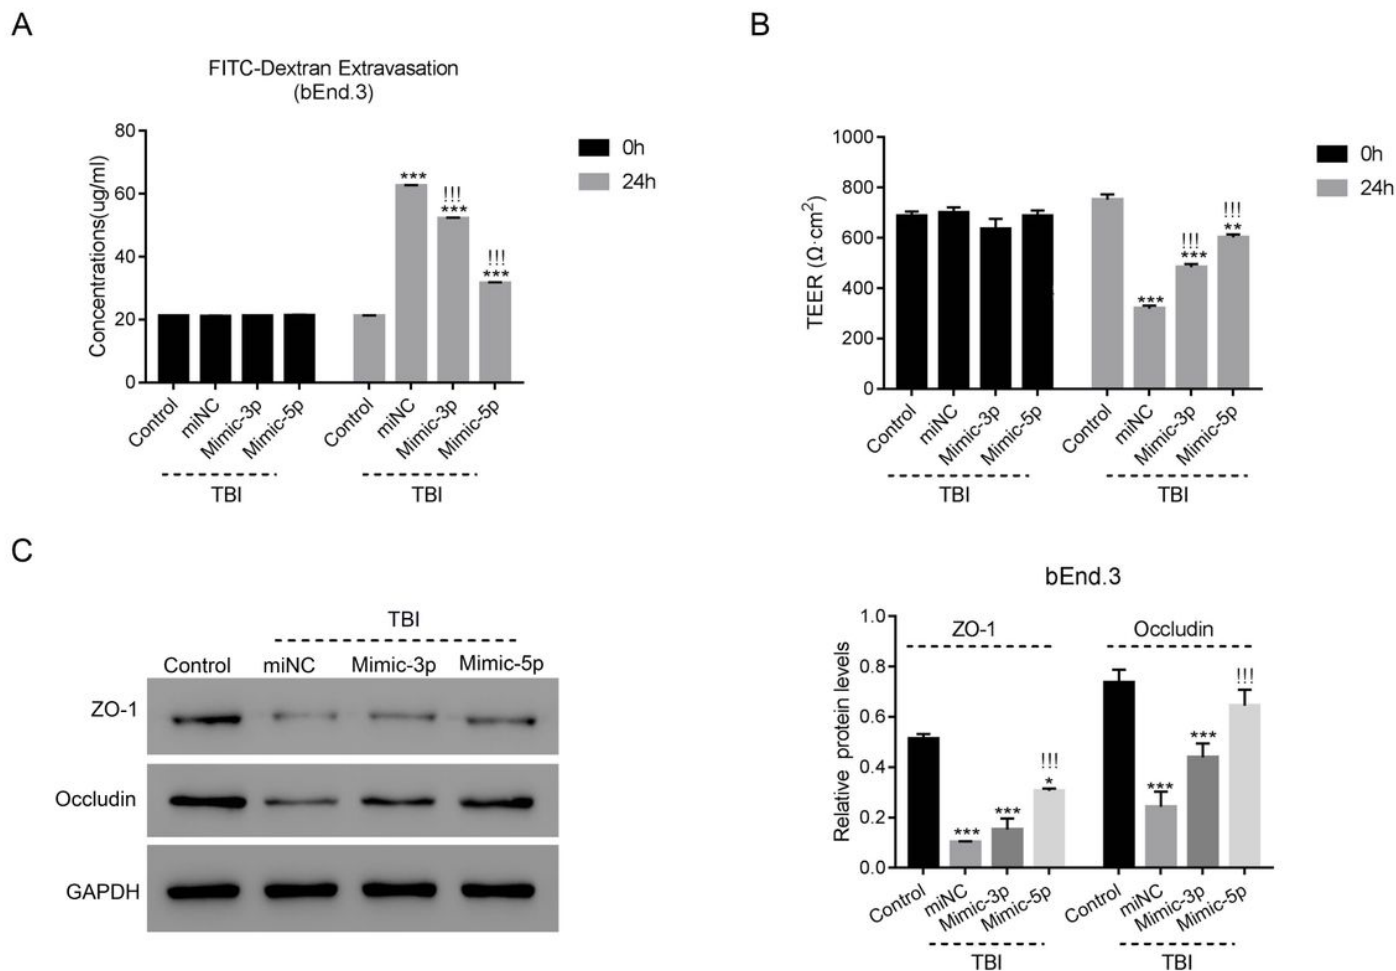 A
FITC-Dextran Extravasation
(bEnd.3)
Concentrations(ug/ml)
80
60
40
20
0
***
!!!
***
!!!
***
0h
24h
Control
miNC
Mimic-3p
Mimic-5p
Control
miNC
Mimic-3p
Mimic-5p
TBI
TBI
B
TEER (Ω·cm²)
1000
800
600
400
200
0
***
!!!
***
!!!
**
0h
24h
Control
miNC
Mimic-3p
Mimic-5p
Control
miNC
Mimic-3p
Mimic-5p
TBI
TBI
C
TBI
Control miNC Mimic-3p Mimic-5p
ZO-1
Occludin
GAPDH
bEnd.3
Relative protein levels
1.0
0.8
0.6
0.4
0.2
0.0
ZO-1
Occludin
***
***
!!!
*
***
***
!!!
Control
miNC
Mimic-3p
Mimic-5p
Control
miNC
Mimic-3p
Mimic-5p
TBI
TBI